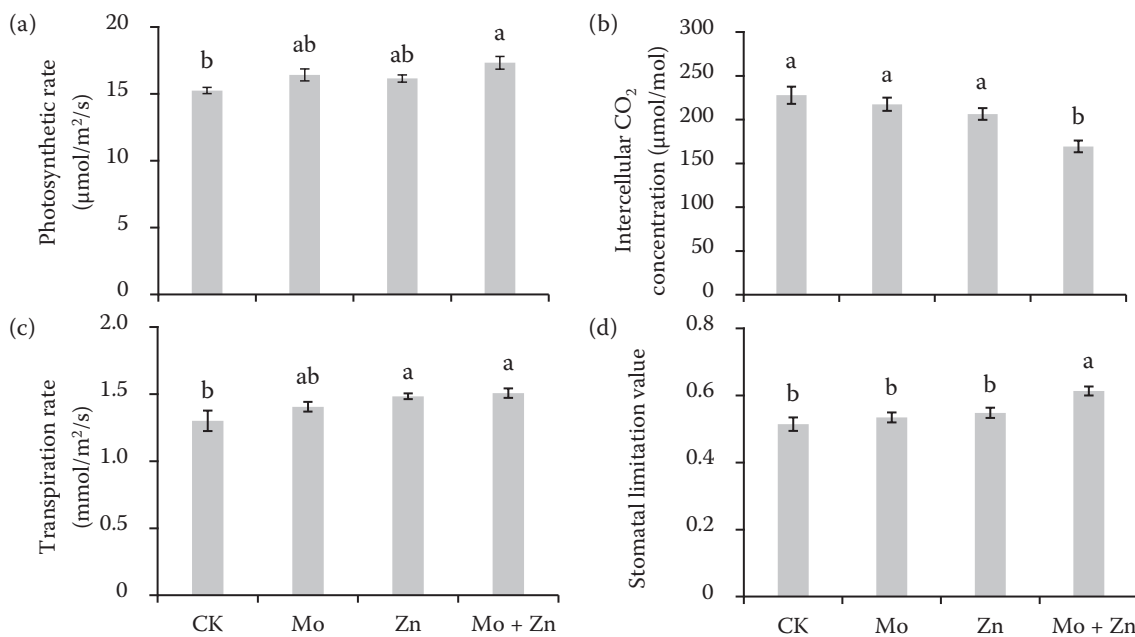 (a)
Photosynthetic rate
(µmol/m²/s)
20
15
10
5
0
b
ab
ab
a
(b)
Intercellular CO₂
concentration (µmol/mol)
300
250
200
150
200
50
0
a
a
a
b
(c)
Transpiration rate
(mmol/m²/s)
2.0
1.5
1.0
0.5
0
b
ab
a
a
CK
Mo
Zn
Mo + Zn
(d)
Stomatal limitation value
0.8
0.6
0.4
0.2
0
b
b
b
a
CK
Mo
Zn
Mo + Zn